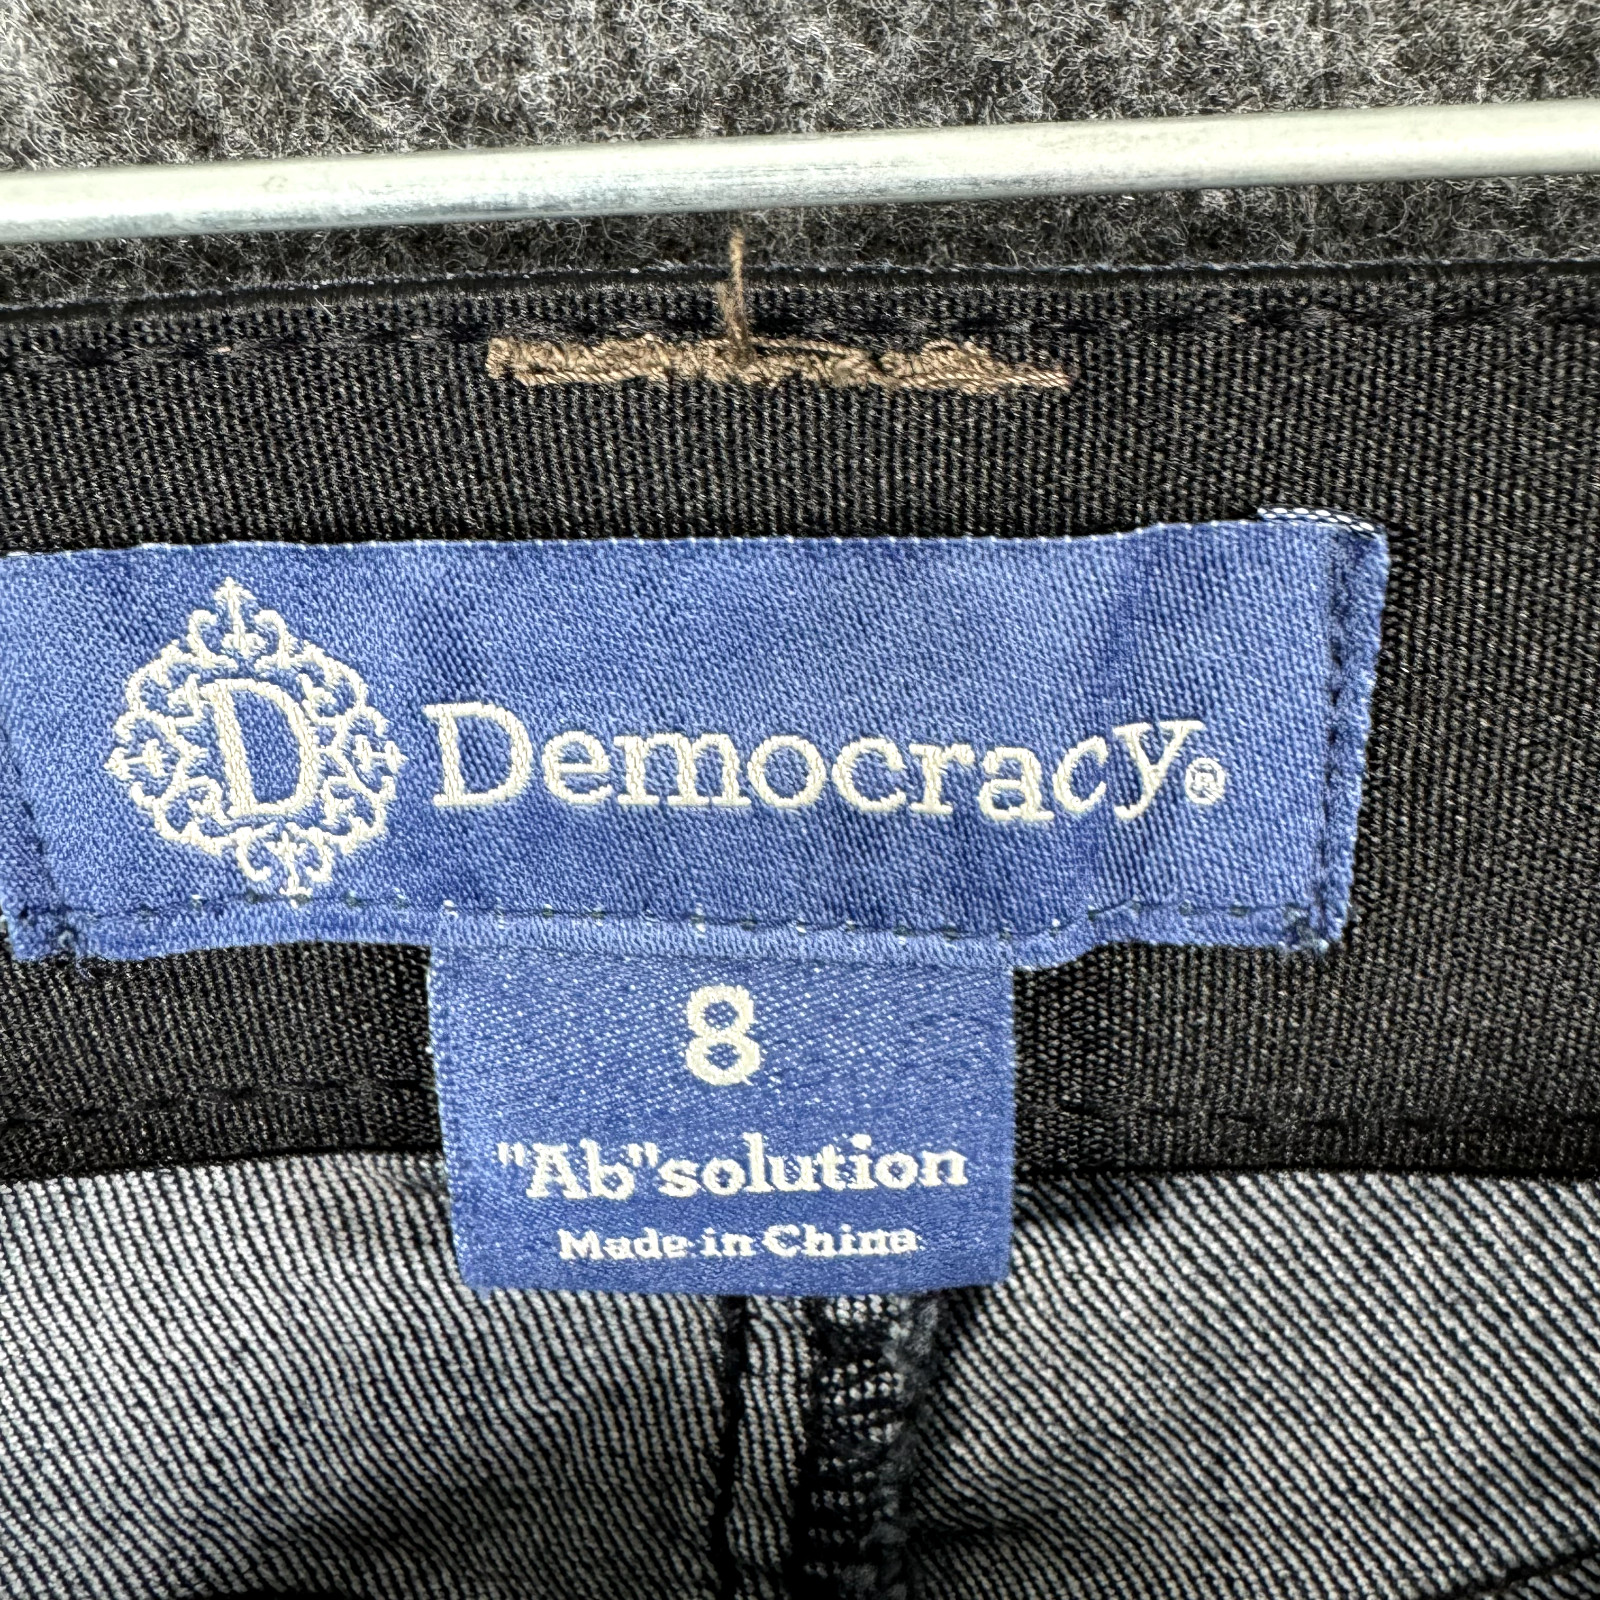 D Democracy®
8
"Ab"solution
Made in China